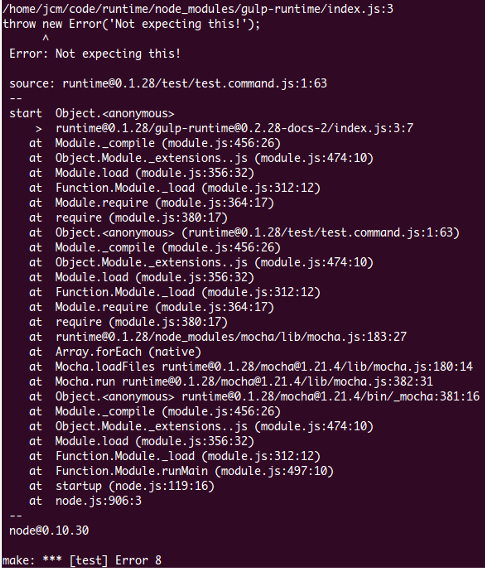 /home/jcm/code/runtime/node_modules/gulp-runtime/index.js:3
throw new Error('Not expecting this!');
      ^
 Error: Not expecting this!

 source: runtime@0.1.28/test/test.command.js:1:63
 --
 start  Object.<anonymous>
     >  runtime@0.1.28/gulp-runtime@0.2.28-docs-2/index.js:3:7
    at  Module._compile (module.js:456:26)
    at  Object.Module._extensions..js (module.js:474:10)
    at  Module.load (module.js:356:32)
    at  Function.Module._load (module.js:312:12)
    at  Module.require (module.js:364:17)
    at  require (module.js:380:17)
    at  Object.<anonymous> (runtime@0.1.28/test/test.command.js:1:63)
    at  Module._compile (module.js:456:26)
    at  Object.Module._extensions..js (module.js:474:10)
    at  Module.load (module.js:356:32)
    at  Function.Module._load (module.js:312:12)
    at  Module.require (module.js:364:17)
    at  require (module.js:380:17)
    at  runtime@0.1.28/node_modules/mocha/lib/mocha.js:183:27
    at  Array.forEach (native)
    at  Mocha.loadFiles runtime@0.1.28/mocha@1.21.4/lib/mocha.js:180:14
    at  Mocha.run runtime@0.1.28/mocha@1.21.4/lib/mocha.js:382:31
    at  Object.<anonymous> runtime@0.1.28/mocha@1.21.4/bin/_mocha:381:16
    at  Module._compile (module.js:456:26)
    at  Object.Module._extensions..js (module.js:474:10)
    at  Module.load (module.js:356:32)
    at  Function.Module._load (module.js:312:12)
    at  Function.Module.runMain (module.js:497:10)
    at  startup (node.js:119:16)
    at  node.js:906:3
 --
 node@0.10.30

make: *** [test] Error 8